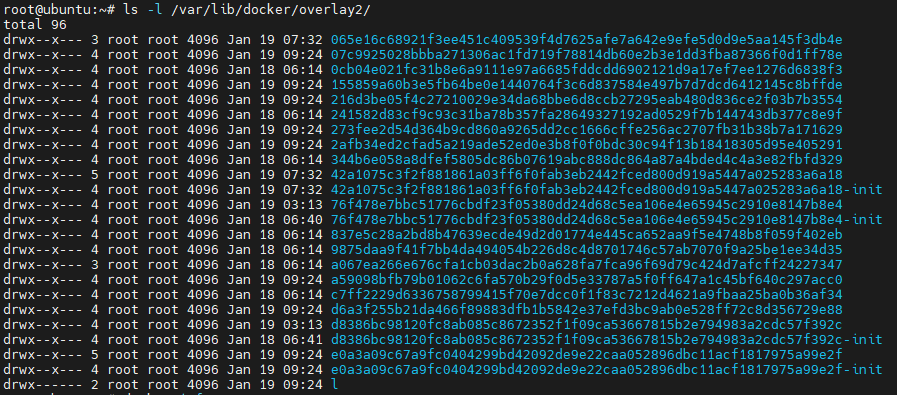 root@ubuntu:~# ls -l /var/lib/docker/overlay2/
total 96
drwx--x--- 3 root root 4096 Jan 19 07:32 065e16c68921f3ee451c409539f4d7625afe7a642e9efe5d0d9e5aa145f3db4e
drwx--x--- 4 root root 4096 Jan 19 09:24 07c9925028bbba271306ac1fd719f78814db60e2b3e1dd3fba87366f0d1ff78e
drwx--x--- 4 root root 4096 Jan 18 06:14 0cb04e021fc31b8e6a9111e97a6685fddcdd6902121d9a17ef7ee1276d6838f3
drwx--x--- 4 root root 4096 Jan 19 09:24 155859a60b3e5fb64be0e1440764f3c6d837584e497b7d7dcd6412145c8bffde
drwx--x--- 4 root root 4096 Jan 19 09:24 216d3be05f4c27210029e34da68bbe6d8ccb27295eab480d836ce2f03b7b3554
drwx--x--- 4 root root 4096 Jan 18 06:14 241582d83cf9c93c31ba78b357fa28649327192ad0529f7b144743db377c8e9f
drwx--x--- 4 root root 4096 Jan 19 09:24 273fee2d54d364b9cd860a9265dd2cc1666cffe256ac2707fb31b38b7a171629
drwx--x--- 4 root root 4096 Jan 19 09:24 2afb34ed2cfad5a219ade52ed0e3b8f0f0bdc30c94f13b18418305d95e405291
drwx--x--- 4 root root 4096 Jan 18 06:14 344b6e058a8dfef5805dc86b07619abc888dc864a87a4bded4c4a3e82fbfd329
drwx--x--- 5 root root 4096 Jan 19 07:32 42a1075c3f2f881861a03ff6f0fab3eb2442fced800d919a5447a025283a6a18
drwx--x--- 4 root root 4096 Jan 19 07:32 42a1075c3f2f881861a03ff6f0fab3eb2442fced800d919a5447a025283a6a18-init
drwx--x--- 4 root root 4096 Jan 19 03:13 76f478e7bbc51776cbdf23f05380dd24d68c5ea106e4e65945c2910e8147b8e4
drwx--x--- 4 root root 4096 Jan 18 06:40 76f478e7bbc51776cbdf23f05380dd24d68c5ea106e4e65945c2910e8147b8e4-init
drwx--x--- 4 root root 4096 Jan 18 06:14 837e5c28a2bd8b47639ecde49d2d01774e445ca652aa9f5e4748b8f059f402eb
drwx--x--- 4 root root 4096 Jan 18 06:14 9875daa9f41f7bb4da494054b226d8c4d8701746c57ab7070f9a25be1ee34d35
drwx--x--- 3 root root 4096 Jan 18 06:14 a067ea266e676cfa1cb03dac2b0a628fa7fca96f69d79c424d7afcff24227347
drwx--x--- 4 root root 4096 Jan 19 09:24 a59098bfb79b01062c6fa570b29f0d5e33787a5f0ff647a1c45bf640c297acc0
drwx--x--- 4 root root 4096 Jan 18 06:14 c7ff2229d6336758799415f70e7dcc0f1f83c7212d4621a9fbaa25ba0b36af34
drwx--x--- 4 root root 4096 Jan 19 09:24 d6a3f255b21da466f89883dfb1b5842e37efd3bc9ab0e528ff72c8d356729e88
drwx--x--- 4 root root 4096 Jan 19 03:13 d8386bc98120fc8ab085c8672352f1f09ca53667815b2e794983a2cdc57f392c
drwx--x--- 4 root root 4096 Jan 18 06:41 d8386bc98120fc8ab085c8672352f1f09ca53667815b2e794983a2cdc57f392c-init
drwx--x--- 5 root root 4096 Jan 19 09:24 e0a3a09c67a9fc0404299bd42092de9e22caa052896dbc11acf1817975a99e2f
drwx--x--- 4 root root 4096 Jan 19 09:24 e0a3a09c67a9fc0404299bd42092de9e22caa052896dbc11acf1817975a99e2f-init
drwx------ 2 root root 4096 Jan 19 09:24 l